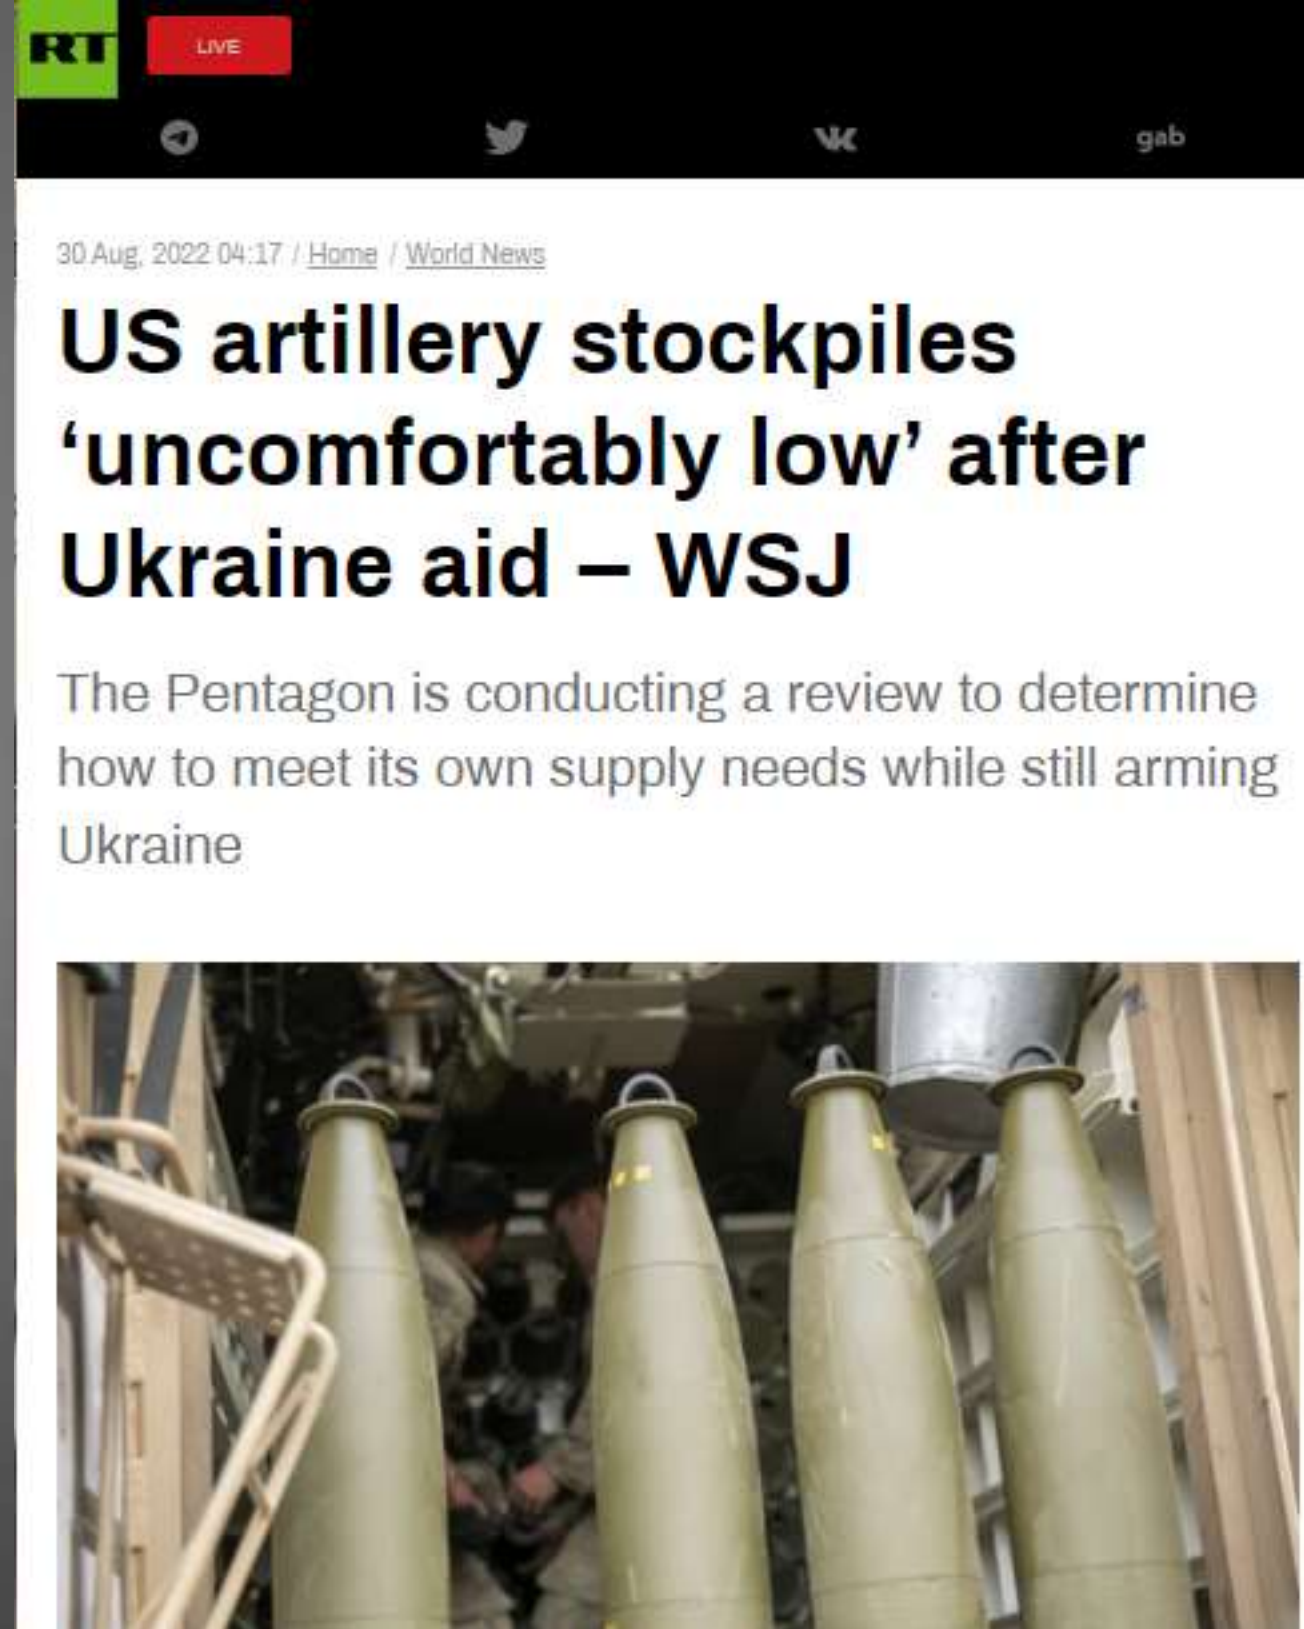 RT
LIVE
gab
30 Aug, 2022 04:17 / Home / World News
US artillery stockpiles
‘uncomfortably low’ after
Ukraine aid – WSJ
The Pentagon is conducting a review to determine
how to meet its own supply needs while still arming
Ukraine